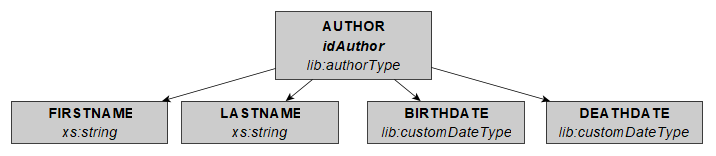 AUTHOR
idAuthor
lib:authorType
FIRSTNAME
xs:string
LASTNAME
xs:string
BIRTHDATE
lib:customDateType
DEATHDATE
lib:customDateType